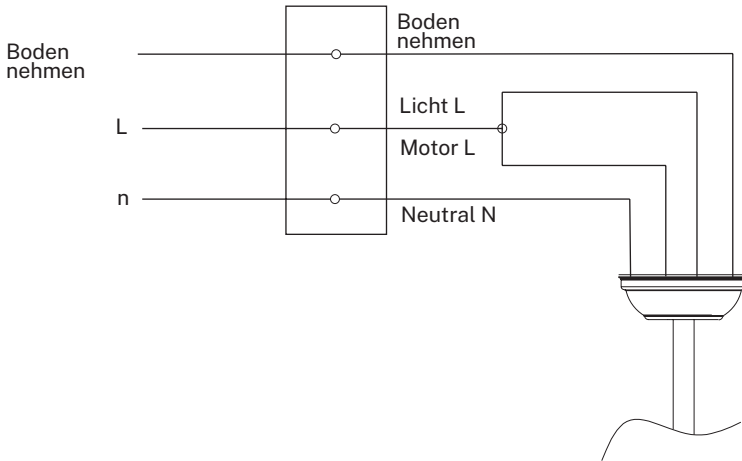 Boden
nehmen
Boden
nehmen
L
Licht L
Motor L
n
Neutral N